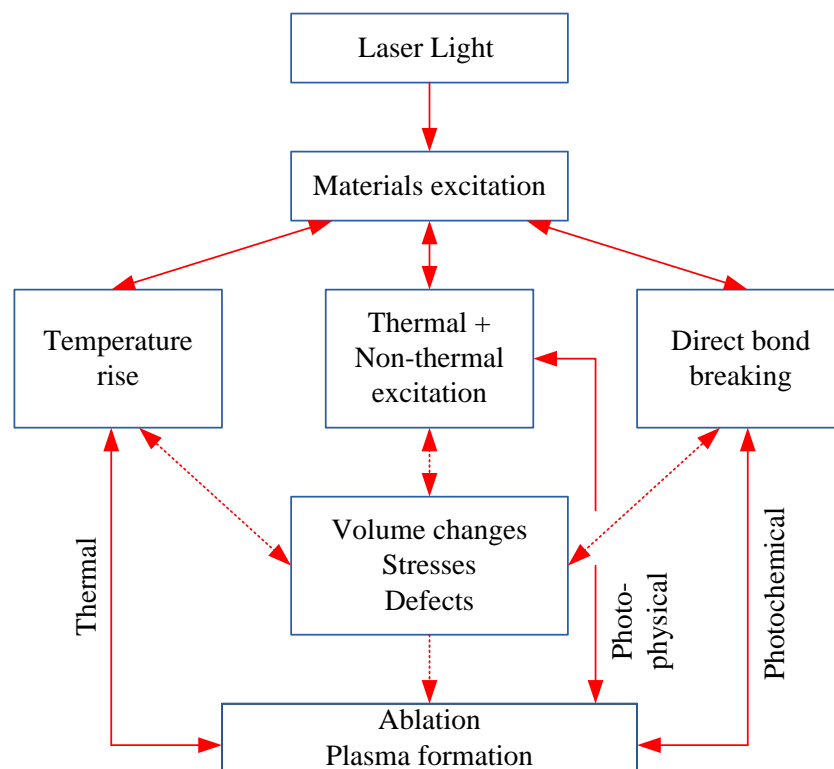 Laser Light
Materials excitation
Temperature
rise
Thermal +
Non-thermal
excitation
Direct bond
breaking
Volume changes
Stresses
Defects
Thermal
Photo-
physical
Photochemical
Ablation
Plasma formation